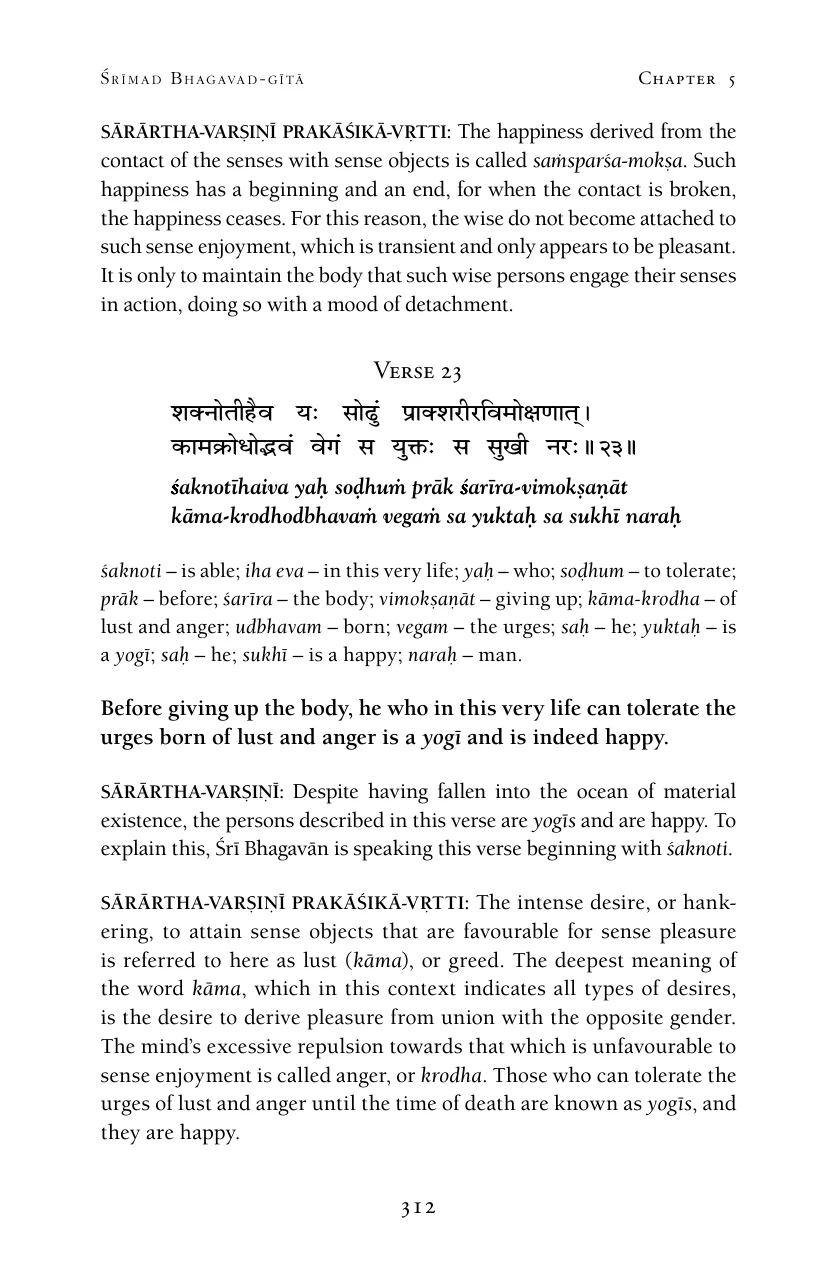 Śrīmad Bhagavad-gītā Chapter 5
SĀRĀRTHA-VARṢIṆĪ PRAKĀŚIKĀ-VṚTTI: The happiness derived from the
contact of the senses with sense objects is called saṁsparśa-mokṣa. Such
happiness has a beginning and an end, for when the contact is broken,
the happiness ceases. For this reason, the wise do not become attached to
such sense enjoyment, which is transient and only appears to be pleasant.
It is only to maintain the body that such wise persons engage their senses
in action, doing so with a mood of detachment.
Verse 23
शक्नोतीहैव यः सोढुं प्राक्शरीरविमोक्षणात्।
कामक्रोधोद्भवं वेगं स युक्तः स सुखी नरः॥२३॥
śaknotīhaiva yaḥ soḍhuṁ prāk śarīra-vimokṣaṇāt
kāma-krodhodbhavaṁ vegaṁ sa yuktaḥ sa sukhī naraḥ
śaknoti – is able; iha eva – in this very life; yaḥ – who; soḍhum – to tolerate;
prāk – before; śarīra – the body; vimokṣaṇāt – giving up; kāma-krodha – of
lust and anger; udbhavam – born; vegam – the urges; saḥ – he; yuktaḥ – is
a yogī; saḥ – he; sukhī – is a happy; naraḥ – man.
Before giving up the body, he who in this very life can tolerate the
urges born of lust and anger is a yogī and is indeed happy.
SĀRĀRTHA-VARṢIṆĪ: Despite having fallen into the ocean of material
existence, the persons described in this verse are yogīs and are happy. To
explain this, Śrī Bhagavān is speaking this verse beginning with śaknoti.
SĀRĀRTHA-VARṢIṆĪ PRAKĀŚIKĀ-VṚTTI: The intense desire, or hank-
ering, to attain sense objects that are favourable for sense pleasure
is referred to here as lust (kāma), or greed. The deepest meaning of
the word kāma, which in this context indicates all types of desires,
is the desire to derive pleasure from union with the opposite gender.
The mind's excessive repulsion towards that which is unfavourable to
sense enjoyment is called anger, or krodha. Those who can tolerate the
urges of lust and anger until the time of death are known as yogīs, and
they are happy.
312